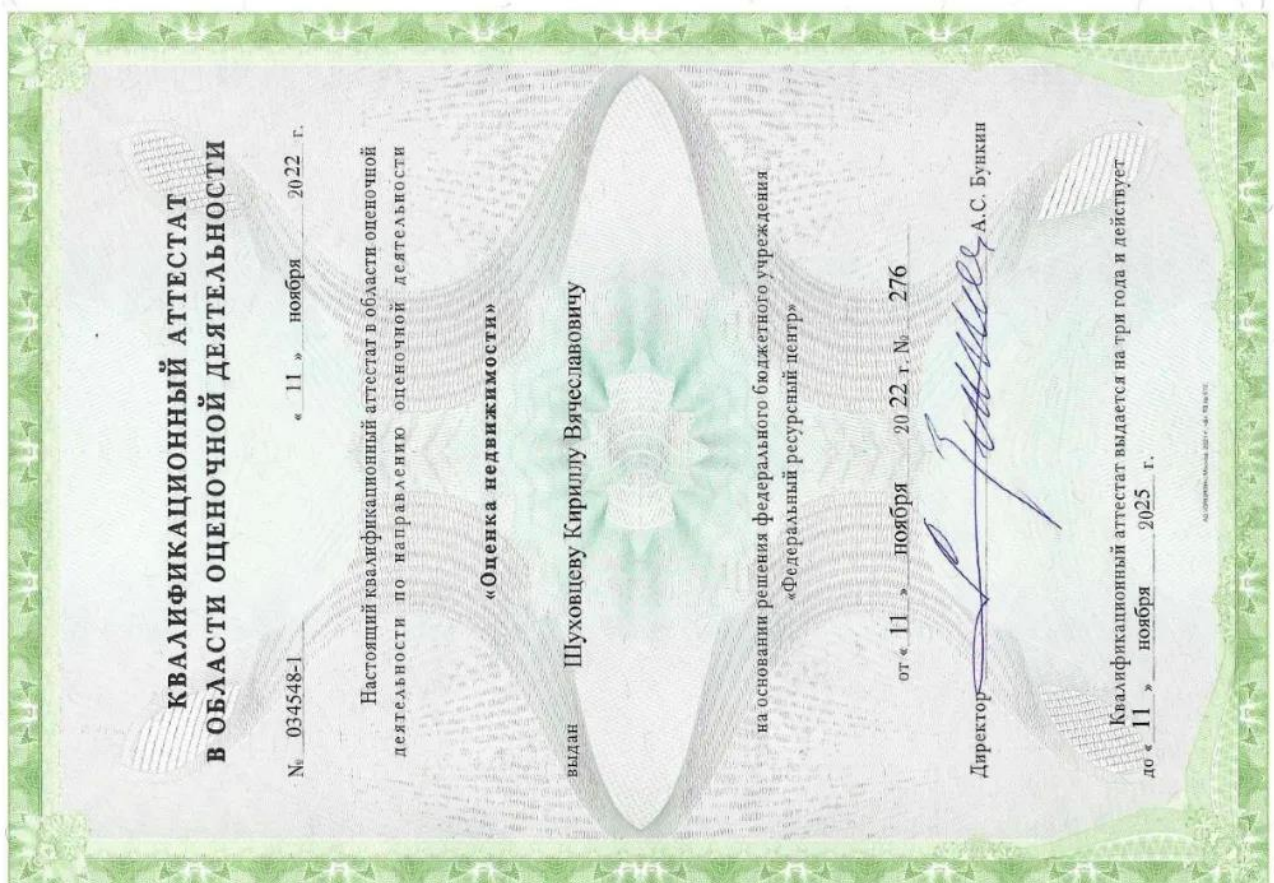 КВАЛИФИКАЦИОННЫЙ АТТЕСТАТ
В ОБЛАСТИ ОЦЕНОЧНОЙ ДЕЯТЕЛЬНОСТИ
№ 034548-1 « 11 » ноября 2022 г.
Настоящий квалификационный аттестат в области оценочной
деятельности по направлению оценочной деятельности
«Оценка недвижимости»
выдан Шуховцеву Кириллу Вячеславовичу
на основании решения федерального бюджетного учреждения
«Федеральный ресурсный центр»
от « 11 » ноября 20 22 г. № 276
Директор А.С. Бункин
Квалификационный аттестат выдается на три года и действует
до « 11 » ноября 2025 г.